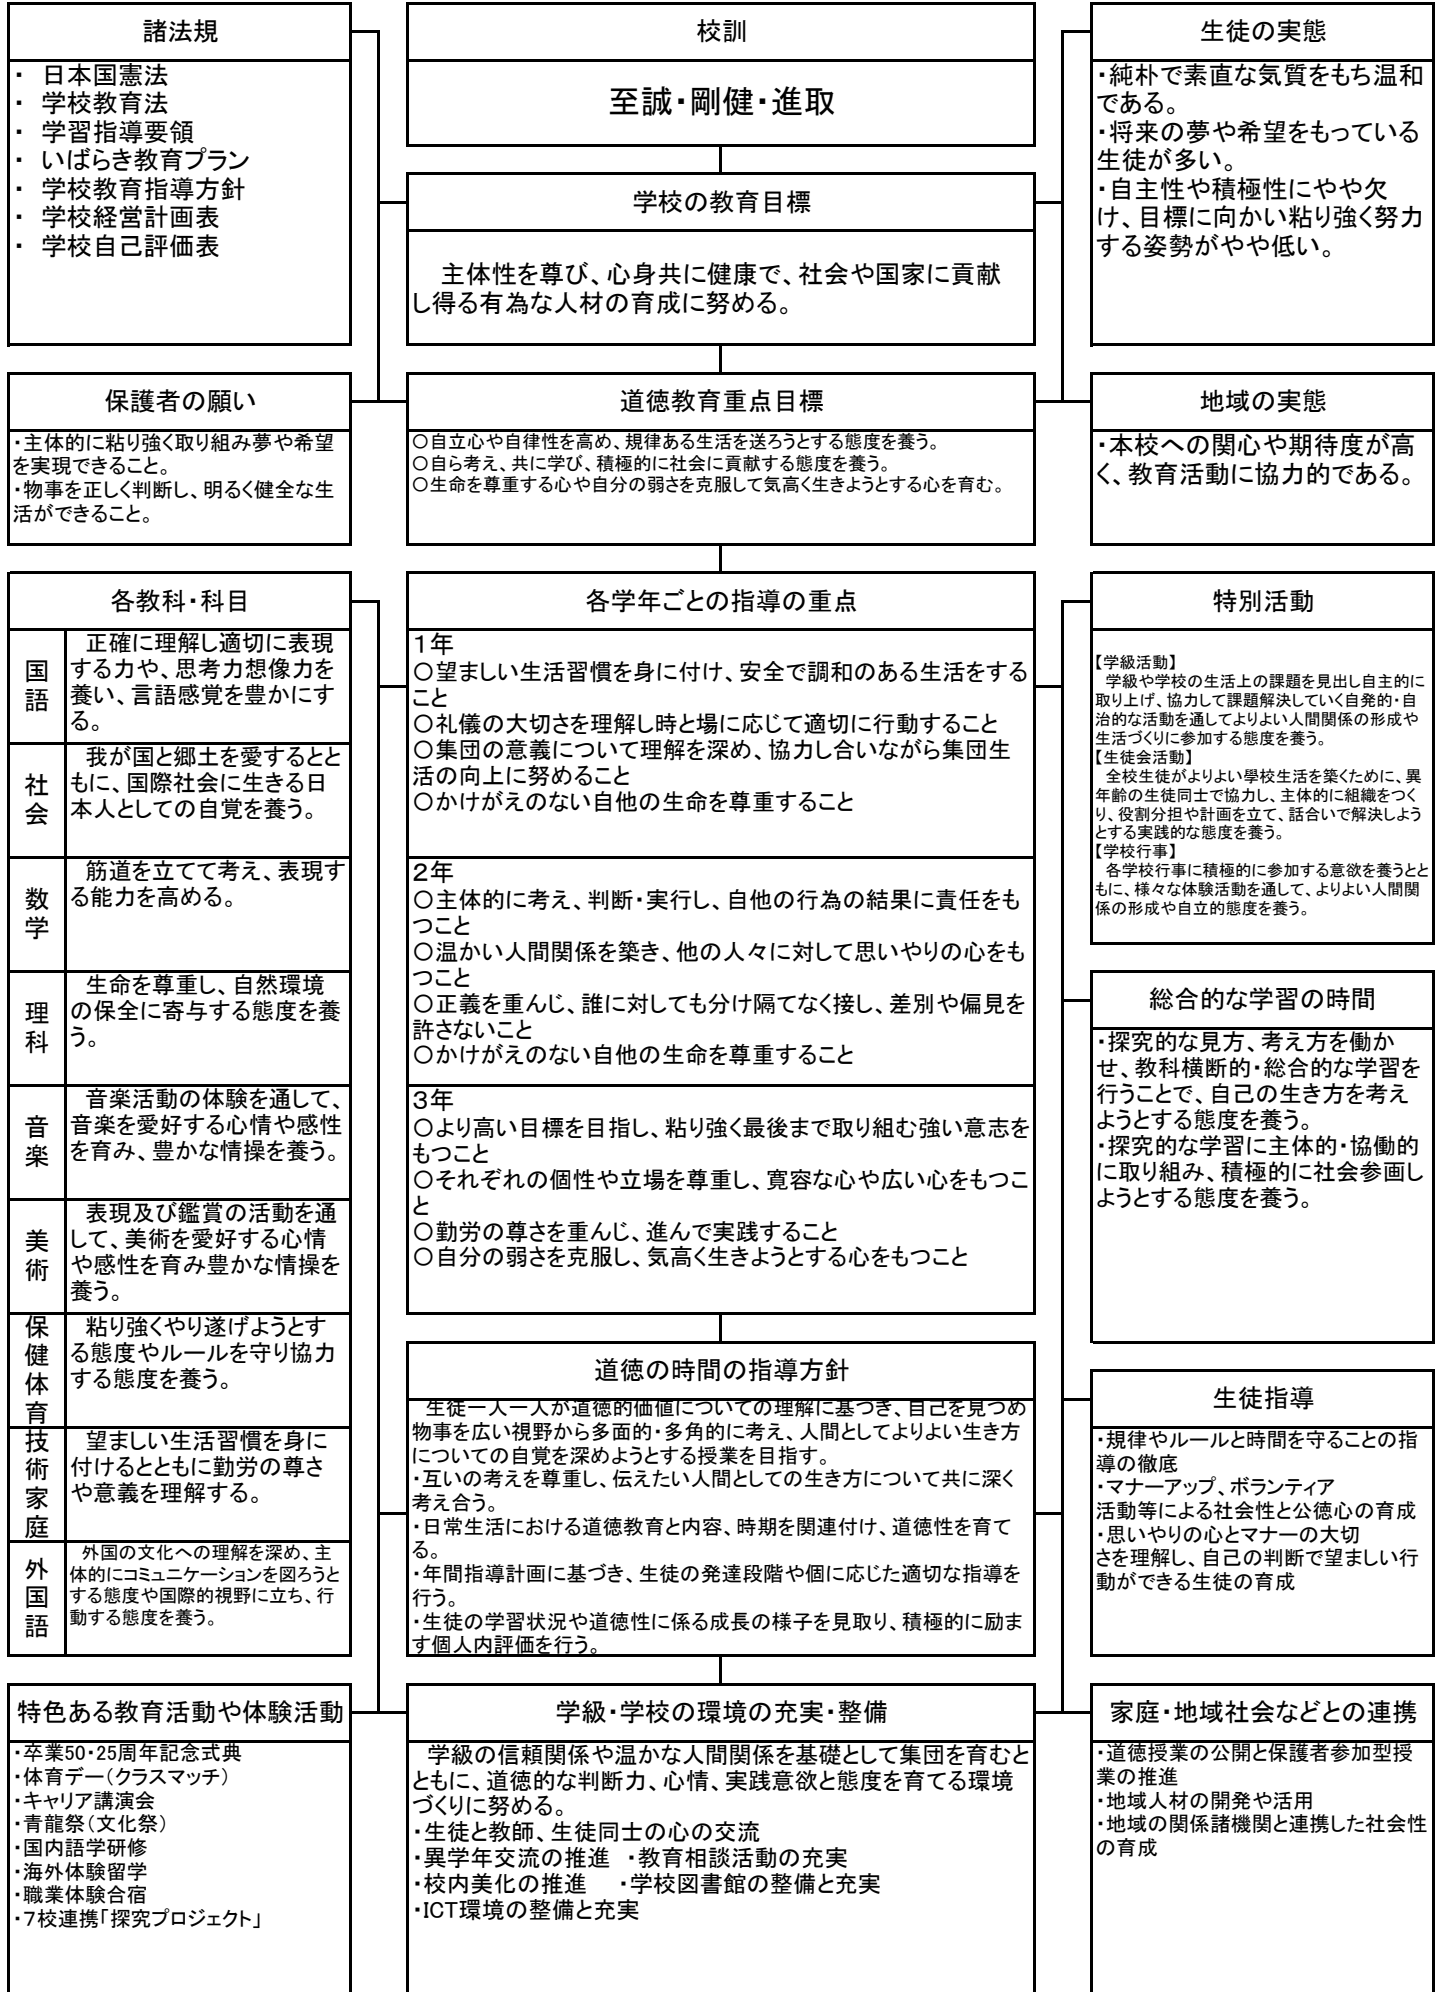 諸法規
・ 日本国憲法
・ 学校教育法
・ 学習指導要領
・ いばらき教育プラン
・ 学校教育指導方針
・ 学校経営計画表
・ 学校自己評価表
校訓
至誠・剛健・進取
生徒の実態
・純朴で素直な気質をもち温和
である。
・将来の夢や希望をもっている
生徒が多い。
・自主性や積極性にやや欠
け、目標に向かい粘り強く努力
する姿勢がやや低い。
学校の教育目標
主体性を尊び、心身共に健康で、社会や国家に貢献
し得る有為な人材の育成に努める。
保護者の願い
・主体的に粘り強く取り組み夢や希望
を実現できること。
・物事を正しく判断し、明るく健全な生
活ができること。
道徳教育重点目標
○自立心や自律性を高め、規律ある生活を送ろうとする態度を養う。
○自ら考え、共に学び、積極的に社会に貢献する態度を養う。
○生命を尊重する心や自分の弱さを克服して気高く生きようとする心を育む。
地域の実態
・本校への関心や期待度が高
く、教育活動に協力的である。
各教科・科目
国語
正確に理解し適切に表現
する力や、思考力想像力を
養い、言語感覚を豊かにす
る。
社会
我が国と郷土を愛するとと
もに、国際社会に生きる日
本人としての自覚を養う。
数学
筋道を立てて考え、表現す
る能力を高める。
理科
生命を尊重し、自然環境
の保全に寄与する態度を養
う。
音楽
音楽活動の体験を通して、
音楽を愛好する心情や感性
を育み、豊かな情操を養う。
美術
表現及び鑑賞の活動を通
して、美術を愛好する心情
や感性を育み豊かな情操を
養う。
保健体育
粘り強くやり遂げようとす
る態度やルールを守り協力
する態度を養う。
技術家庭
望ましい生活習慣を身に
付けるとともに勤労の尊さ
や意義を理解する。
外国語
外国の文化への理解を深め、主
体的にコミュニケーションを図ろうと
する態度や国際的視野に立ち、行
動する態度を養う。
各学年ごとの指導の重点
１年
○望ましい生活習慣を身に付け、安全で調和のある生活をする
こと
○礼儀の大切さを理解し時と場に応じて適切に行動すること
○集団の意義について理解を深め、協力し合いながら集団生
活の向上に努めること
○かけがえのない自他の生命を尊重すること
２年
○主体的に考え、判断・実行し、自他の行為の結果に責任をも
つこと
○温かい人間関係を築き、他の人々に対して思いやりの心をも
つこと
○正義を重んじ、誰に対しても分け隔てなく接し、差別や偏見を
許さないこと
○かけがえのない自他の生命を尊重すること
３年
○より高い目標を目指し、粘り強く最後まで取り組む強い意志を
もつこと
○それぞれの個性や立場を尊重し、寛容な心や広い心をもつこ
と
○勤労の尊さを重んじ、進んで実践すること
○自分の弱さを克服し、気高く生きようとする心をもつこと
特別活動
【学級活動】
学級や学校の生活上の課題を見出し自主的に
取り上げ、協力して課題解決していく自発的・自
治的な活動を通してよりよい人間関係の形成や
生活づくりに参加する態度を養う。
【生徒会活動】
全校生徒がよりよい學校生活を築くために、異
年齢の生徒同士で協力し、主体的に組織をつく
り、役割分担や計画を立て、話合いで解決しよう
とする実践的な態度を養う。
【学校行事】
各学校行事に積極的に参加する意欲を養うとと
もに、様々な体験活動を通して、よりよい人間関
係の形成や自立的態度を養う。
総合的な学習の時間
・探究的な見方、考え方を働か
せ、教科横断的・総合的な学習を
行うことで、自己の生き方を考え
ようとする態度を養う。
・探究的な学習に主体的・協働的
に取り組み、積極的に社会参画し
ようとする態度を養う。
道徳の時間の指導方針
生徒一人一人が道徳的価値についての理解に基づき、自己を見つめ
物事を広い視野から多面的・多角的に考え、人間としてよりよい生き方
についての自覚を深めようとする授業を目指す。
・互いの考えを尊重し、伝えたい人間としての生き方について共に深く
考え合う。
・日常生活における道徳教育と内容、時期を関連付け、道徳性を育て
る。
・年間指導計画に基づき、生徒の発達段階や個に応じた適切な指導を
行う。
・生徒の学習状況や道徳性に係る成長の様子を見取り、積極的に励ま
す個人内評価を行う。
生徒指導
・規律やルールと時間を守ることの指
導の徹底
・マナーアップ、ボランティア
活動等による社会性と公徳心の育成
・思いやりの心とマナーの大切
さを理解し、自己の判断で望ましい行
動ができる生徒の育成
特色ある教育活動や体験活動
・卒業50・25周年記念式典
・体育デー（クラスマッチ）
・キャリア講演会
・青龍祭（文化祭）
・国内語学研修
・海外体験留学
・職業体験合宿
・７校連携「探究プロジェクト」
学級・学校の環境の充実・整備
学級の信頼関係や温かな人間関係を基礎として集団を育むと
ともに、道徳的な判断力、心情、実践意欲と態度を育てる環境
づくりに努める。
・生徒と教師、生徒同士の心の交流
・異学年交流の推進 ・教育相談活動の充実
・校内美化の推進 ・学校図書館の整備と充実
・ICT環境の整備と充実
家庭・地域社会などとの連携
・道徳授業の公開と保護者参加型授
業の推進
・地域人材の開発や活用
・地域の関係諸機関と連携した社会性
の育成